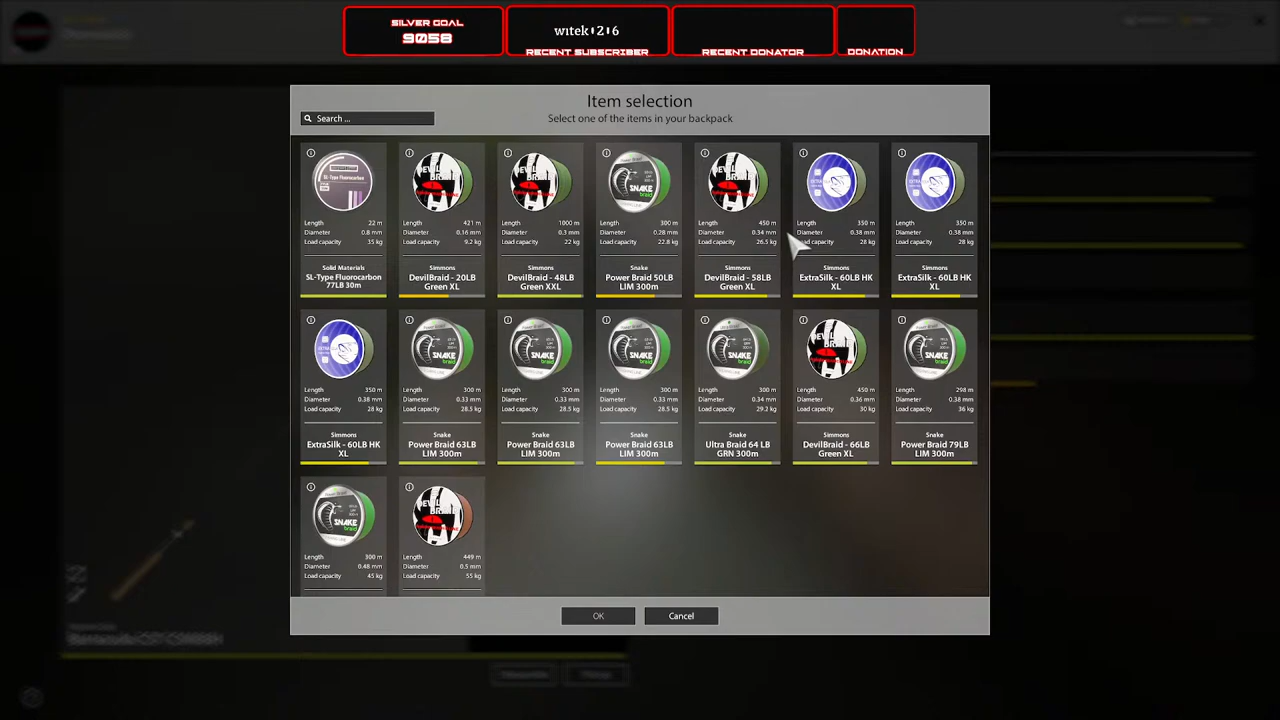 SILVER GOAL
9058
witek026
RECENT SUBSCRIBER
RECENT DONATOR
DONATION
Item selection
Select one of the items in your backpack
Search ...
Length 22 m
Diameter 0.8 mm
Load capacity 35 kg
Solid Materials
SL-Type Fluorocarbon
77LB 30m
Length 421 m
Diameter 0.16 mm
Load capacity 9.2 kg
Simmons
DevilBraid - 20LB
Green XL
Length 1000 m
Diameter 0.3 mm
Load capacity 22 kg
Simmons
DevilBraid - 48LB
Green XXL
Length 300 m
Diameter 0.28 mm
Load capacity 22.8 kg
Snake
Power Braid 50LB
LIM 300m
Length 450 m
Diameter 0.34 mm
Load capacity 26.5 kg
Simmons
DevilBraid - 58LB
Green XL
Length 350 m
Diameter 0.38 mm
Load capacity 28 kg
Simmons
ExtraSilk - 60LB HK
XL
Length 350 m
Diameter 0.38 mm
Load capacity 28 kg
Simmons
ExtraSilk - 60LB HK
XL
Length 350 m
Diameter 0.38 mm
Load capacity 28 kg
Simmons
ExtraSilk - 60LB HK
XL
Length 300 m
Diameter 0.33 mm
Load capacity 28.5 kg
Snake
Power Braid 63LB
LIM 300m
Length 300 m
Diameter 0.33 mm
Load capacity 28.5 kg
Snake
Power Braid 63LB
LIM 300m
Length 300 m
Diameter 0.33 mm
Load capacity 28.5 kg
Snake
Power Braid 63LB
LIM 300m
Length 300 m
Diameter 0.34 mm
Load capacity 29.2 kg
Snake
Ultra Braid 64 LB
GRN 300m
Length 450 m
Diameter 0.36 mm
Load capacity 30 kg
Simmons
DevilBraid - 66LB
Green XL
Length 298 m
Diameter 0.38 mm
Load capacity 36 kg
Snake
Power Braid 79LB
LIM 300m
Length 300 m
Diameter 0.48 mm
Load capacity 45 kg
Length 449 m
Diameter 0.5 mm
Load capacity 55 kg
OK
Cancel